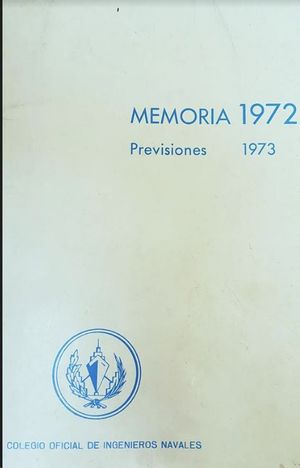 MEMORIA 1972
Previsiones 1973
COLEGIO OFICIAL DE INGENIEROS NAVALES